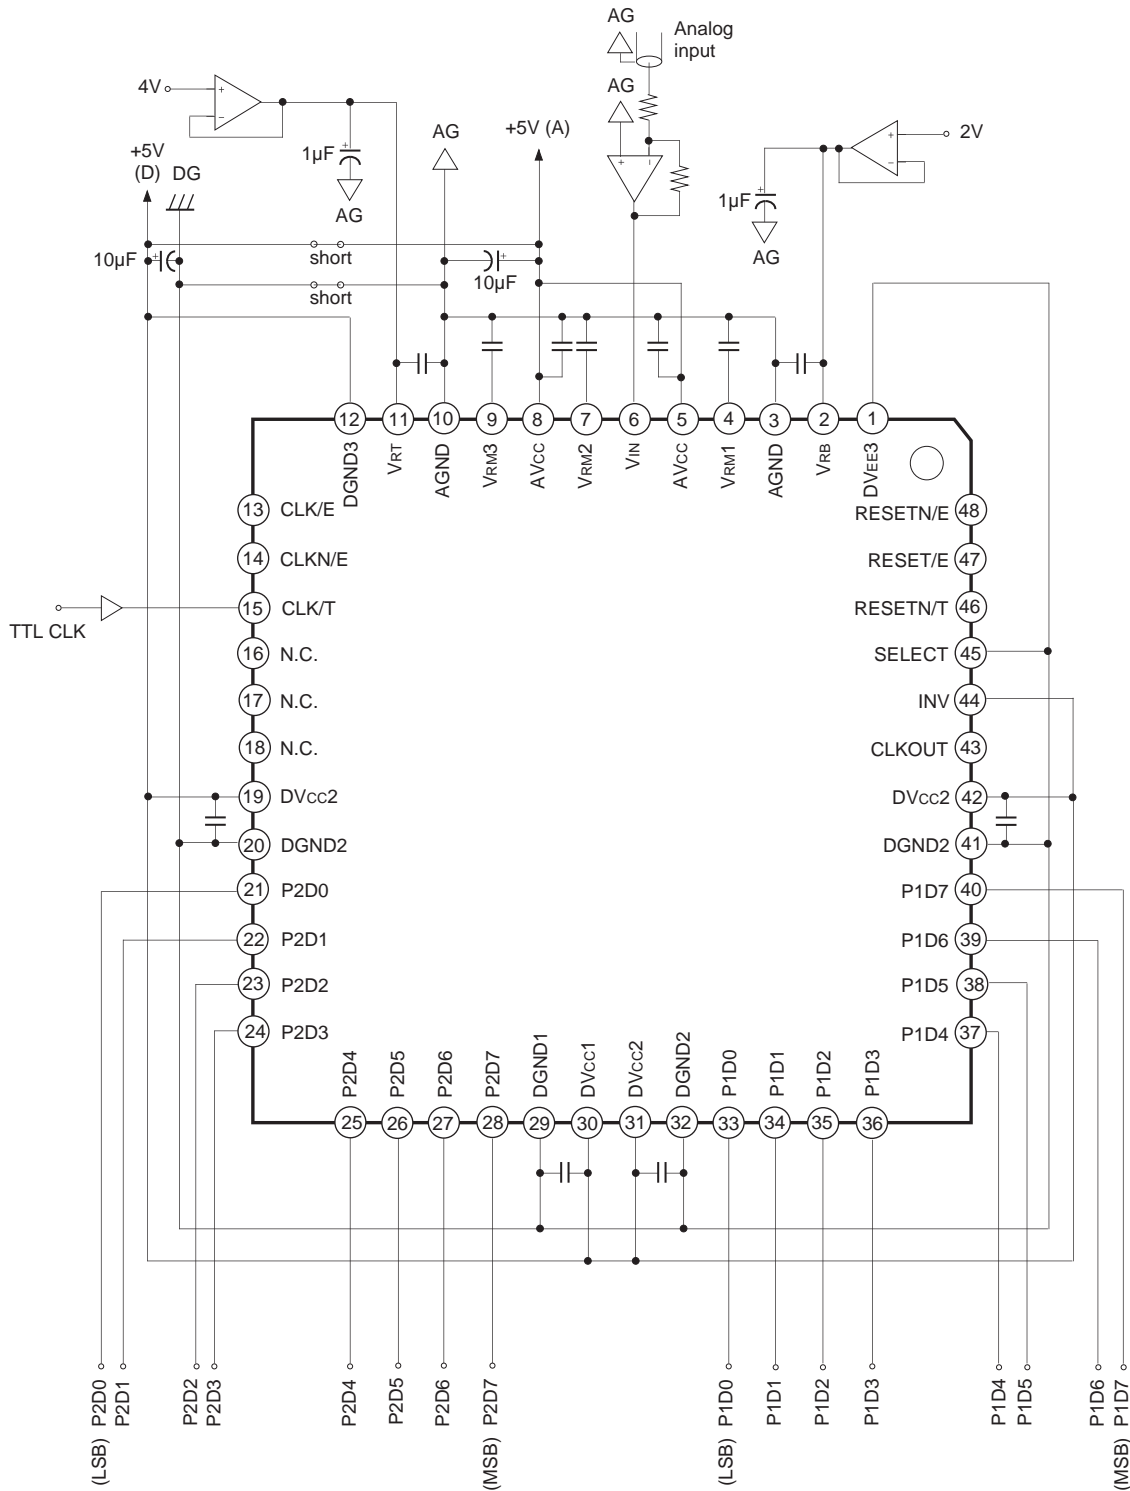 AG
Analog
input
4V
+
−
AG
AG
+5V (A)
+
−
2V
+
−
+5V
(D)
DG
1µF
+
AG
1µF
+
AG
10µF
+
short
10µF
+
short
12
11
10
9
8
7
6
5
4
3
2
1
DGND3
VRT
AGND
VRM3
AVCC
VRM2
VIN
AVCC
VRM1
AGND
VRB
DVEE3
13 CLK/E
14 CLKN/E
15 CLK/T
TTL CLK
16 N.C.
17 N.C.
18 N.C.
19 DVCC2
20 DGND2
21 P2D0
22 P2D1
23 P2D2
24 P2D3
RESETN/E 48
RESET/E 47
RESETN/T 46
SELECT 45
INV 44
CLKOUT 43
DVCC2 42
DGND2 41
P1D7 40
P1D6 39
P1D5 38
P1D4 37
P2D4
P2D5
P2D6
P2D7
DGND1
DVCC1
DVCC2
DGND2
P1D0
P1D1
P1D2
P1D3
25
26
27
28
29
30
31
32
33
34
35
36
(LSB) P2D0
P2D1
P2D2
P2D3
P2D4
P2D5
P2D6
(MSB) P2D7
(LSB) P1D0
P1D1
P1D2
P1D3
P1D4
P1D5
P1D6
(MSB) P1D7